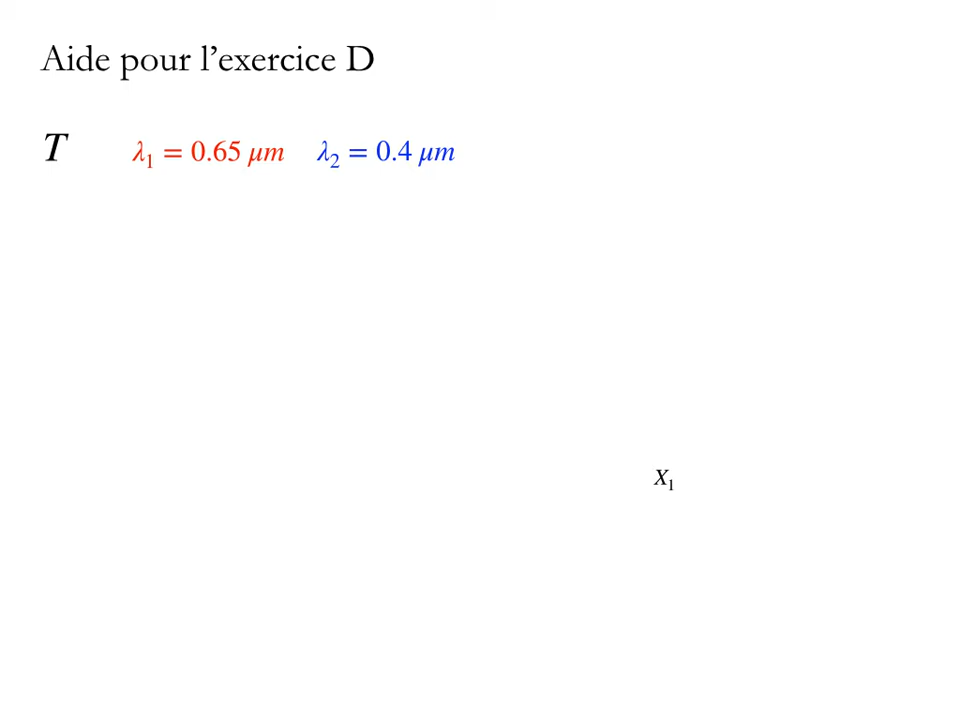 Aide pour l’exercice D
T λ₁ = 0.65 μm λ₂ = 0.4 μm
X₁